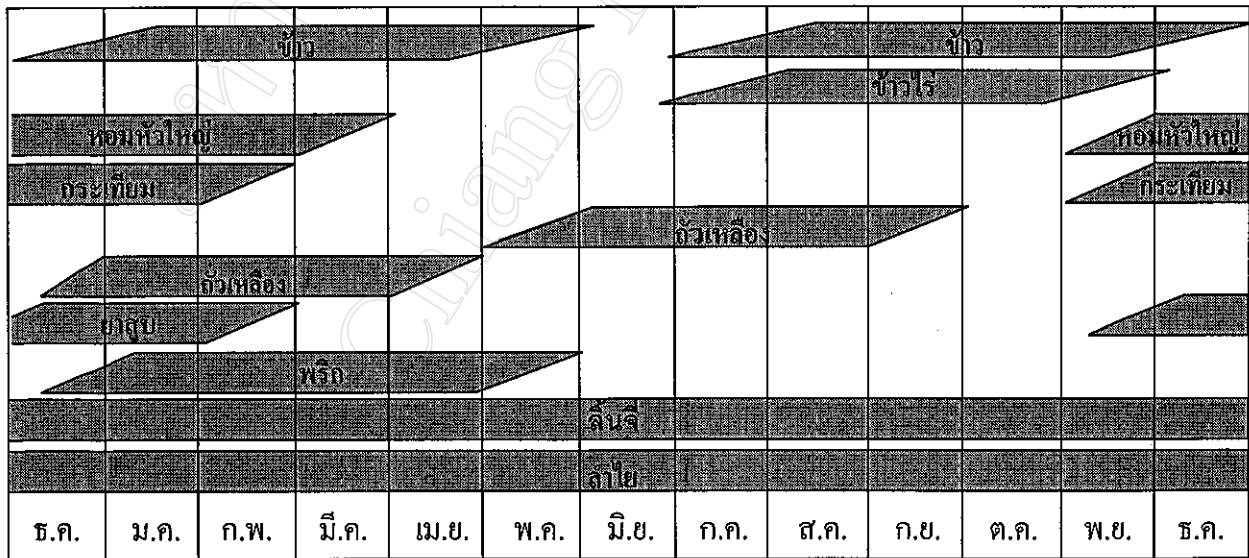 ข้าว ข้าว
ข้าวไร่
หอมหัวใหญ่ หอมหัวใหญ่
กระเทียม กระเทียม
ถั่วเหลือง
ถั่วเหลือง
ยาสูบ
พริก
ลิ้นจี่
ลำไย
ธ.ค. ม.ค. ก.พ. มี.ค. เม.ย. พ.ค. มิ.ย. ก.ค. ส.ค. ก.ย. ต.ค. พ.ย. ธ.ค.
Chiang